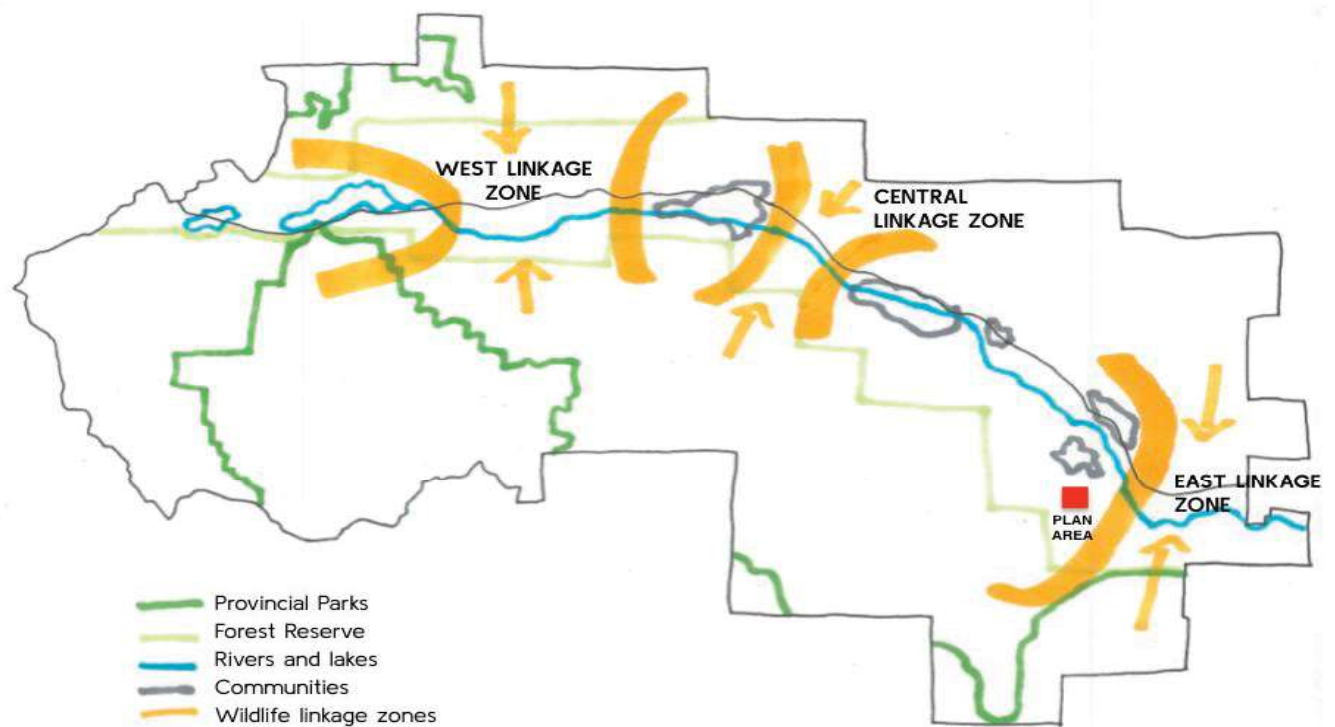 WEST LINKAGE
ZONE
CENTRAL
LINKAGE ZONE
EAST LINKAGE
ZONE
PLAN
AREA
Provincial Parks
Forest Reserve
Rivers and lakes
Communities
Wildlife linkage zones